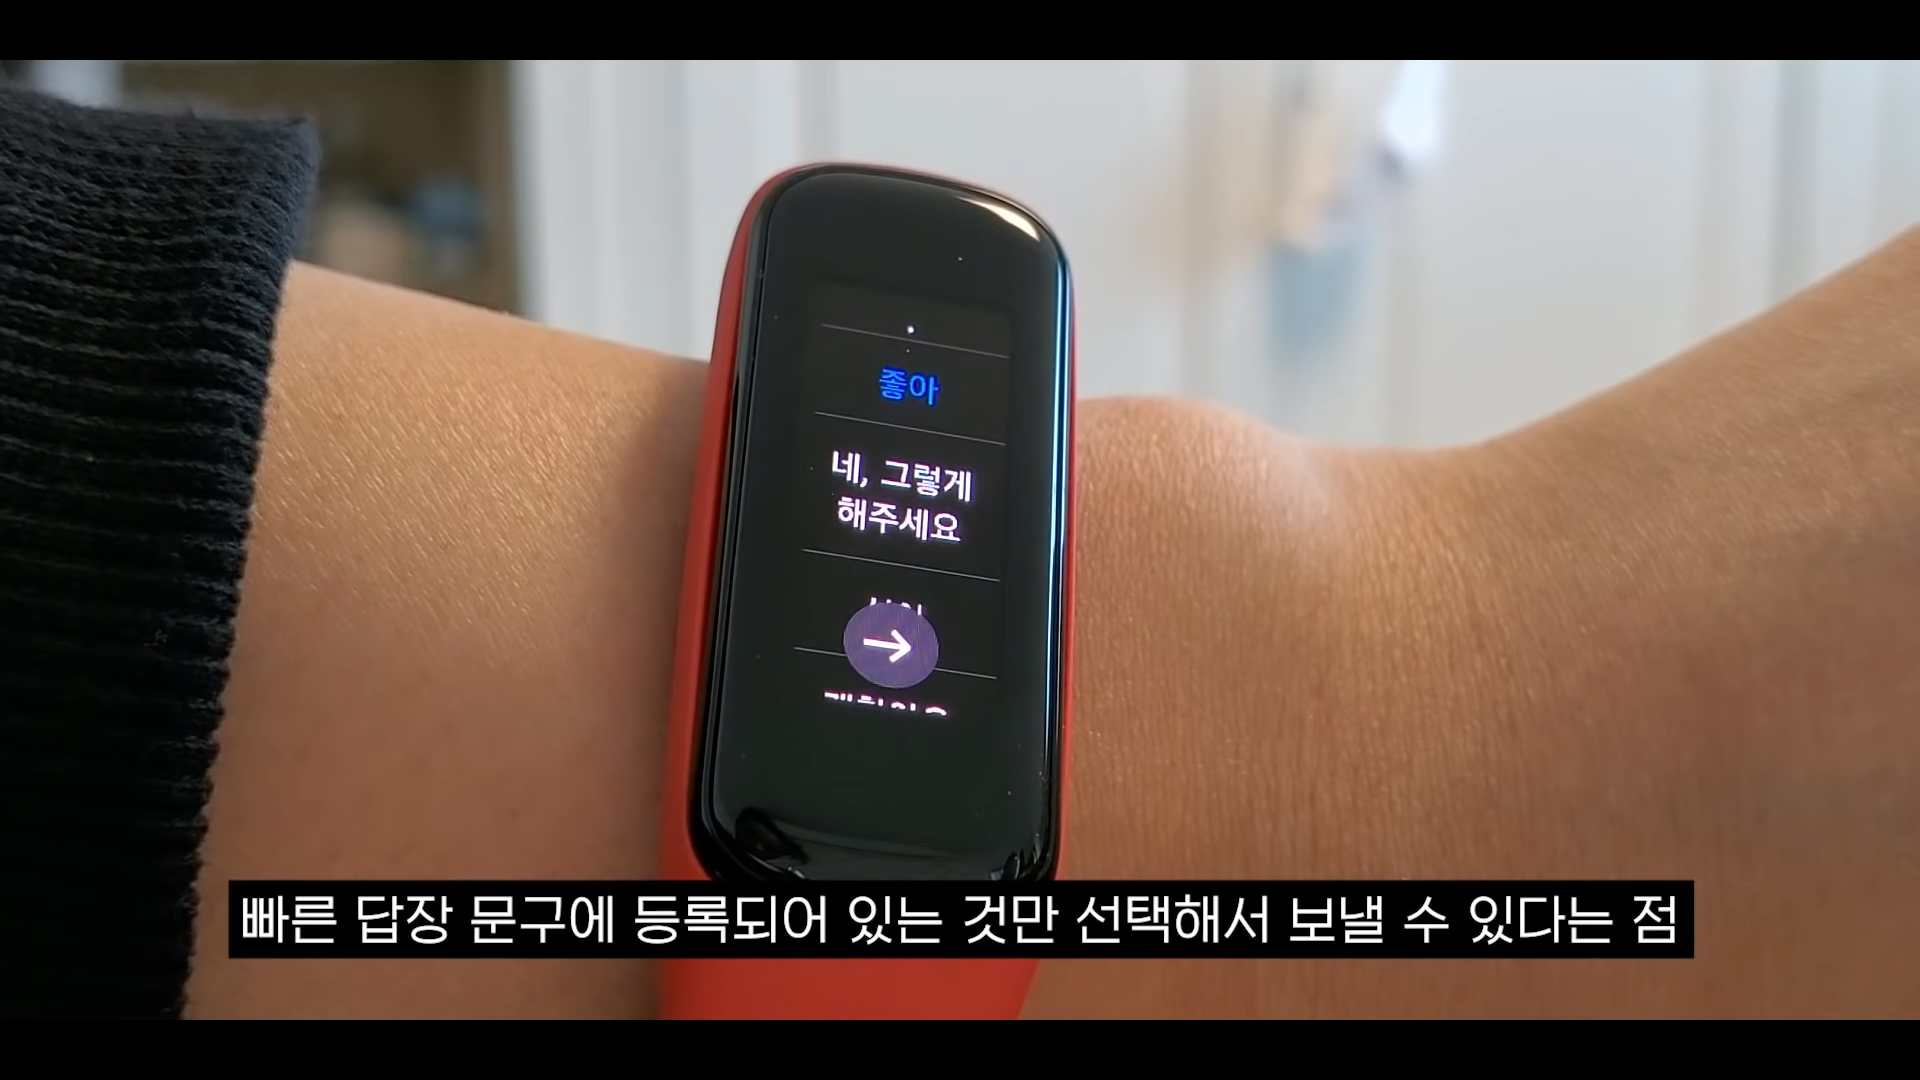 좋아
네, 그렇게
해주세요
빠른 답장 문구에 등록되어 있는 것만 선택해서 보낼 수 있다는 점